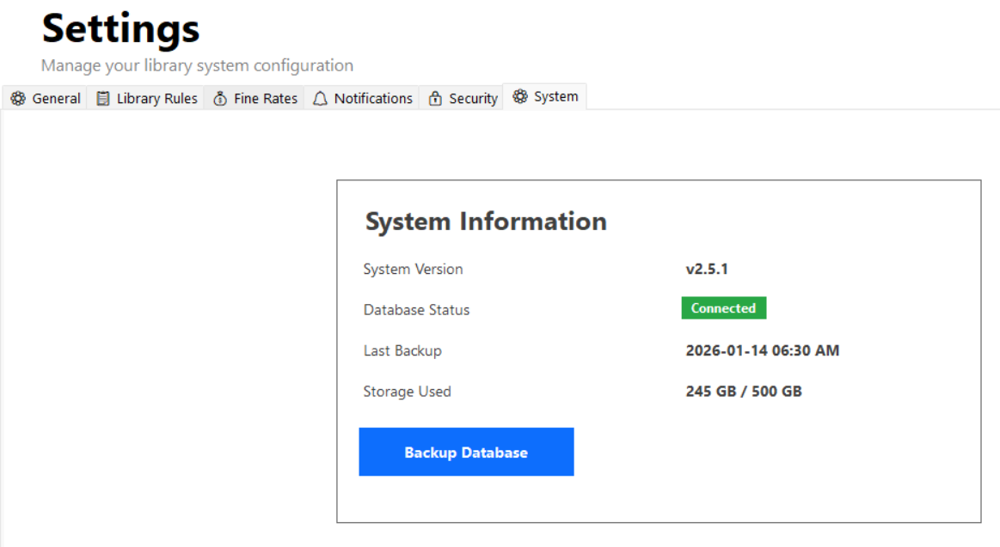 Settings
Manage your library system configuration
General Library Rules Fine Rates Notifications Security System
System Information
System Version v2.5.1
Database Status Connected
Last Backup 2026-01-14 06:30 AM
Storage Used 245 GB / 500 GB
Backup Database